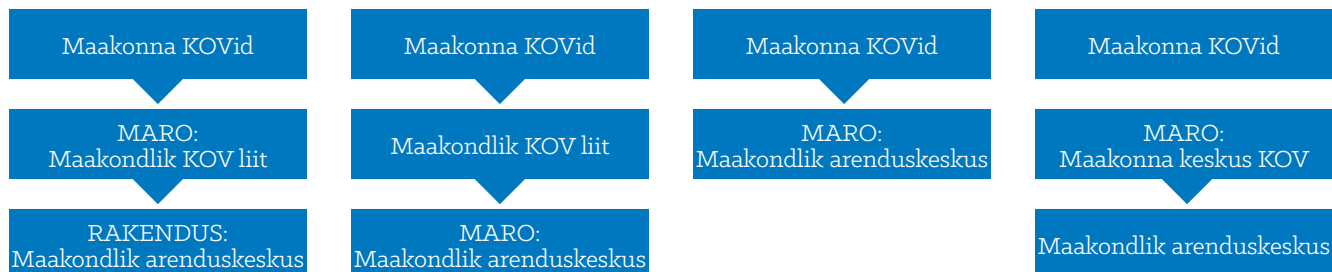 Maakonna KOVid
MARO:
Maakondlik KOV liit
RAKENDUS:
Maakondlik arenduskeskus
Maakonna KOVid
Maakondlik KOV liit
MARO:
Maakondlik arenduskeskus
Maakonna KOVid
MARO:
Maakondlik arenduskeskus
Maakonna KOVid
MARO:
Maakonna keskus KOV
Maakondlik arenduskeskus